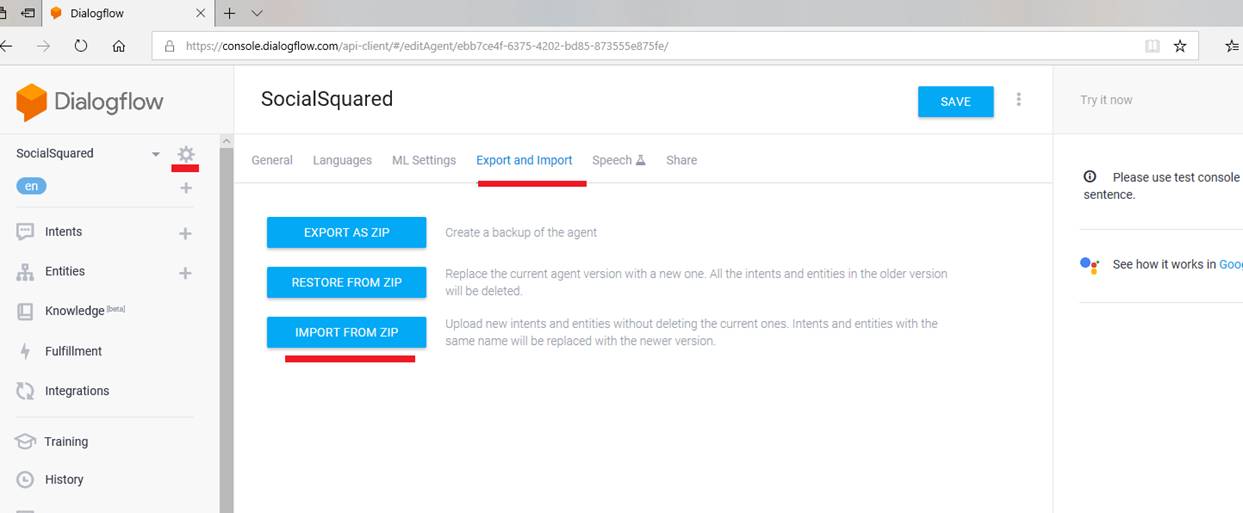 Dialogflow
https://console.dialogflow.com/api-client/#/editAgent/ebb7ce4f-6375-4202-bd85-873555e875fe/
Dialogflow
SocialSquared
SAVE
Try it now
SocialSquared
en
General Languages ML Settings Export and Import Speech Share
Please use test console
sentence.
Intents
Entities
Knowledge [beta]
Fulfillment
Integrations
Training
History
EXPORT AS ZIP
Create a backup of the agent
RESTORE FROM ZIP
Replace the current agent version with a new one. All the intents and entities in the older version
will be deleted.
IMPORT FROM ZIP
Upload new intents and entities without deleting the current ones. Intents and entities with the
same name will be replaced with the newer version.
See how it works in Goog